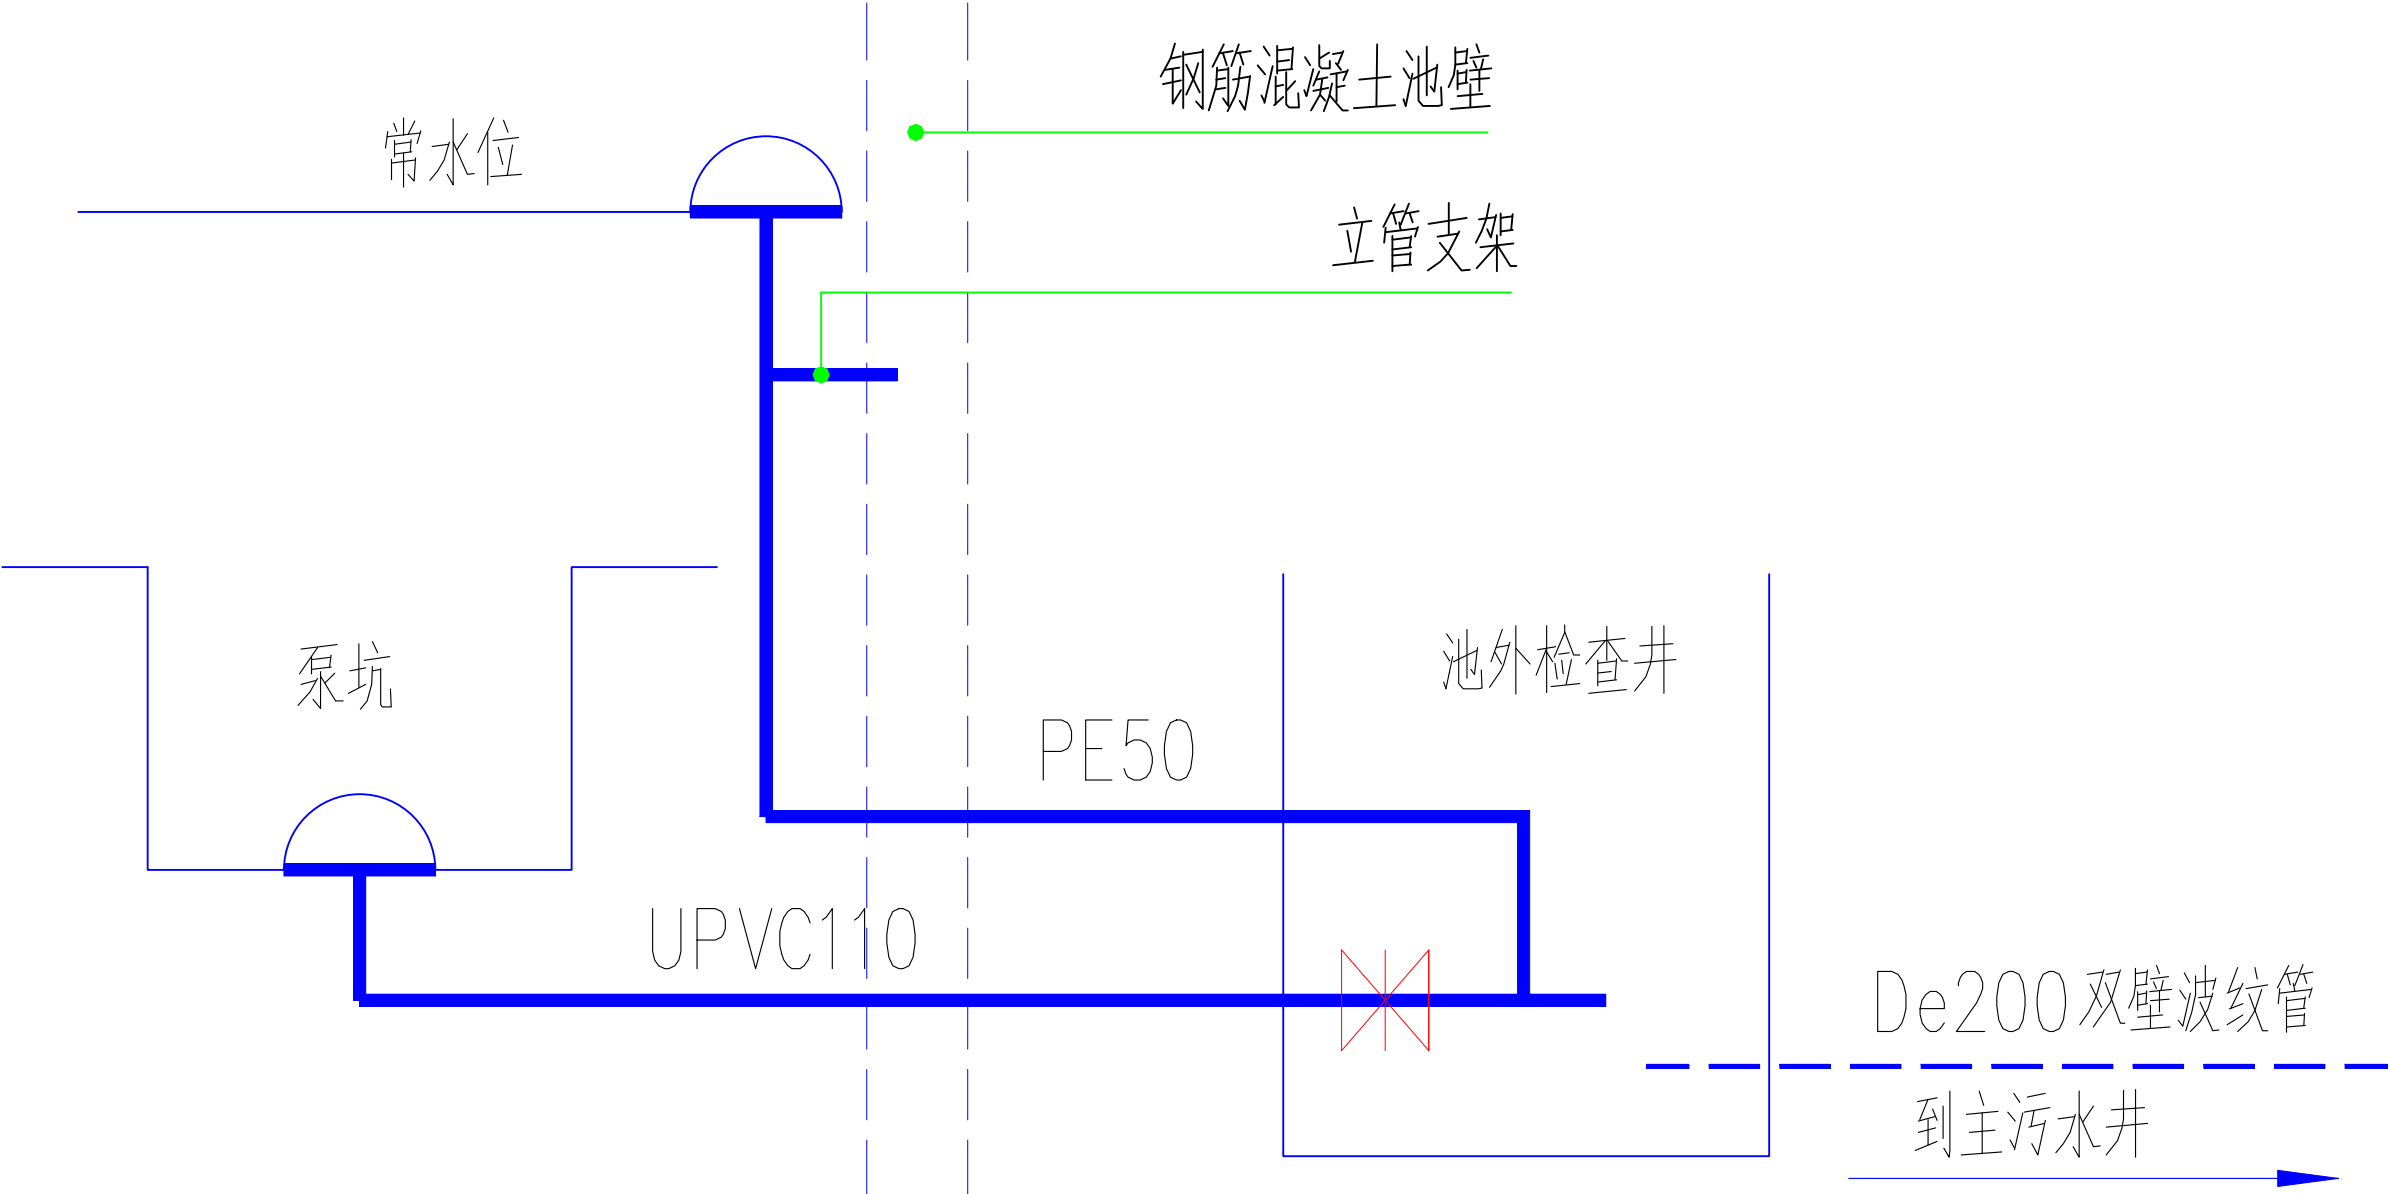 钢筋混凝土池壁
常水位
立管支架
泵坑
池外检查井
PE50
UPVC110
De200双壁波纹管
到主污水井